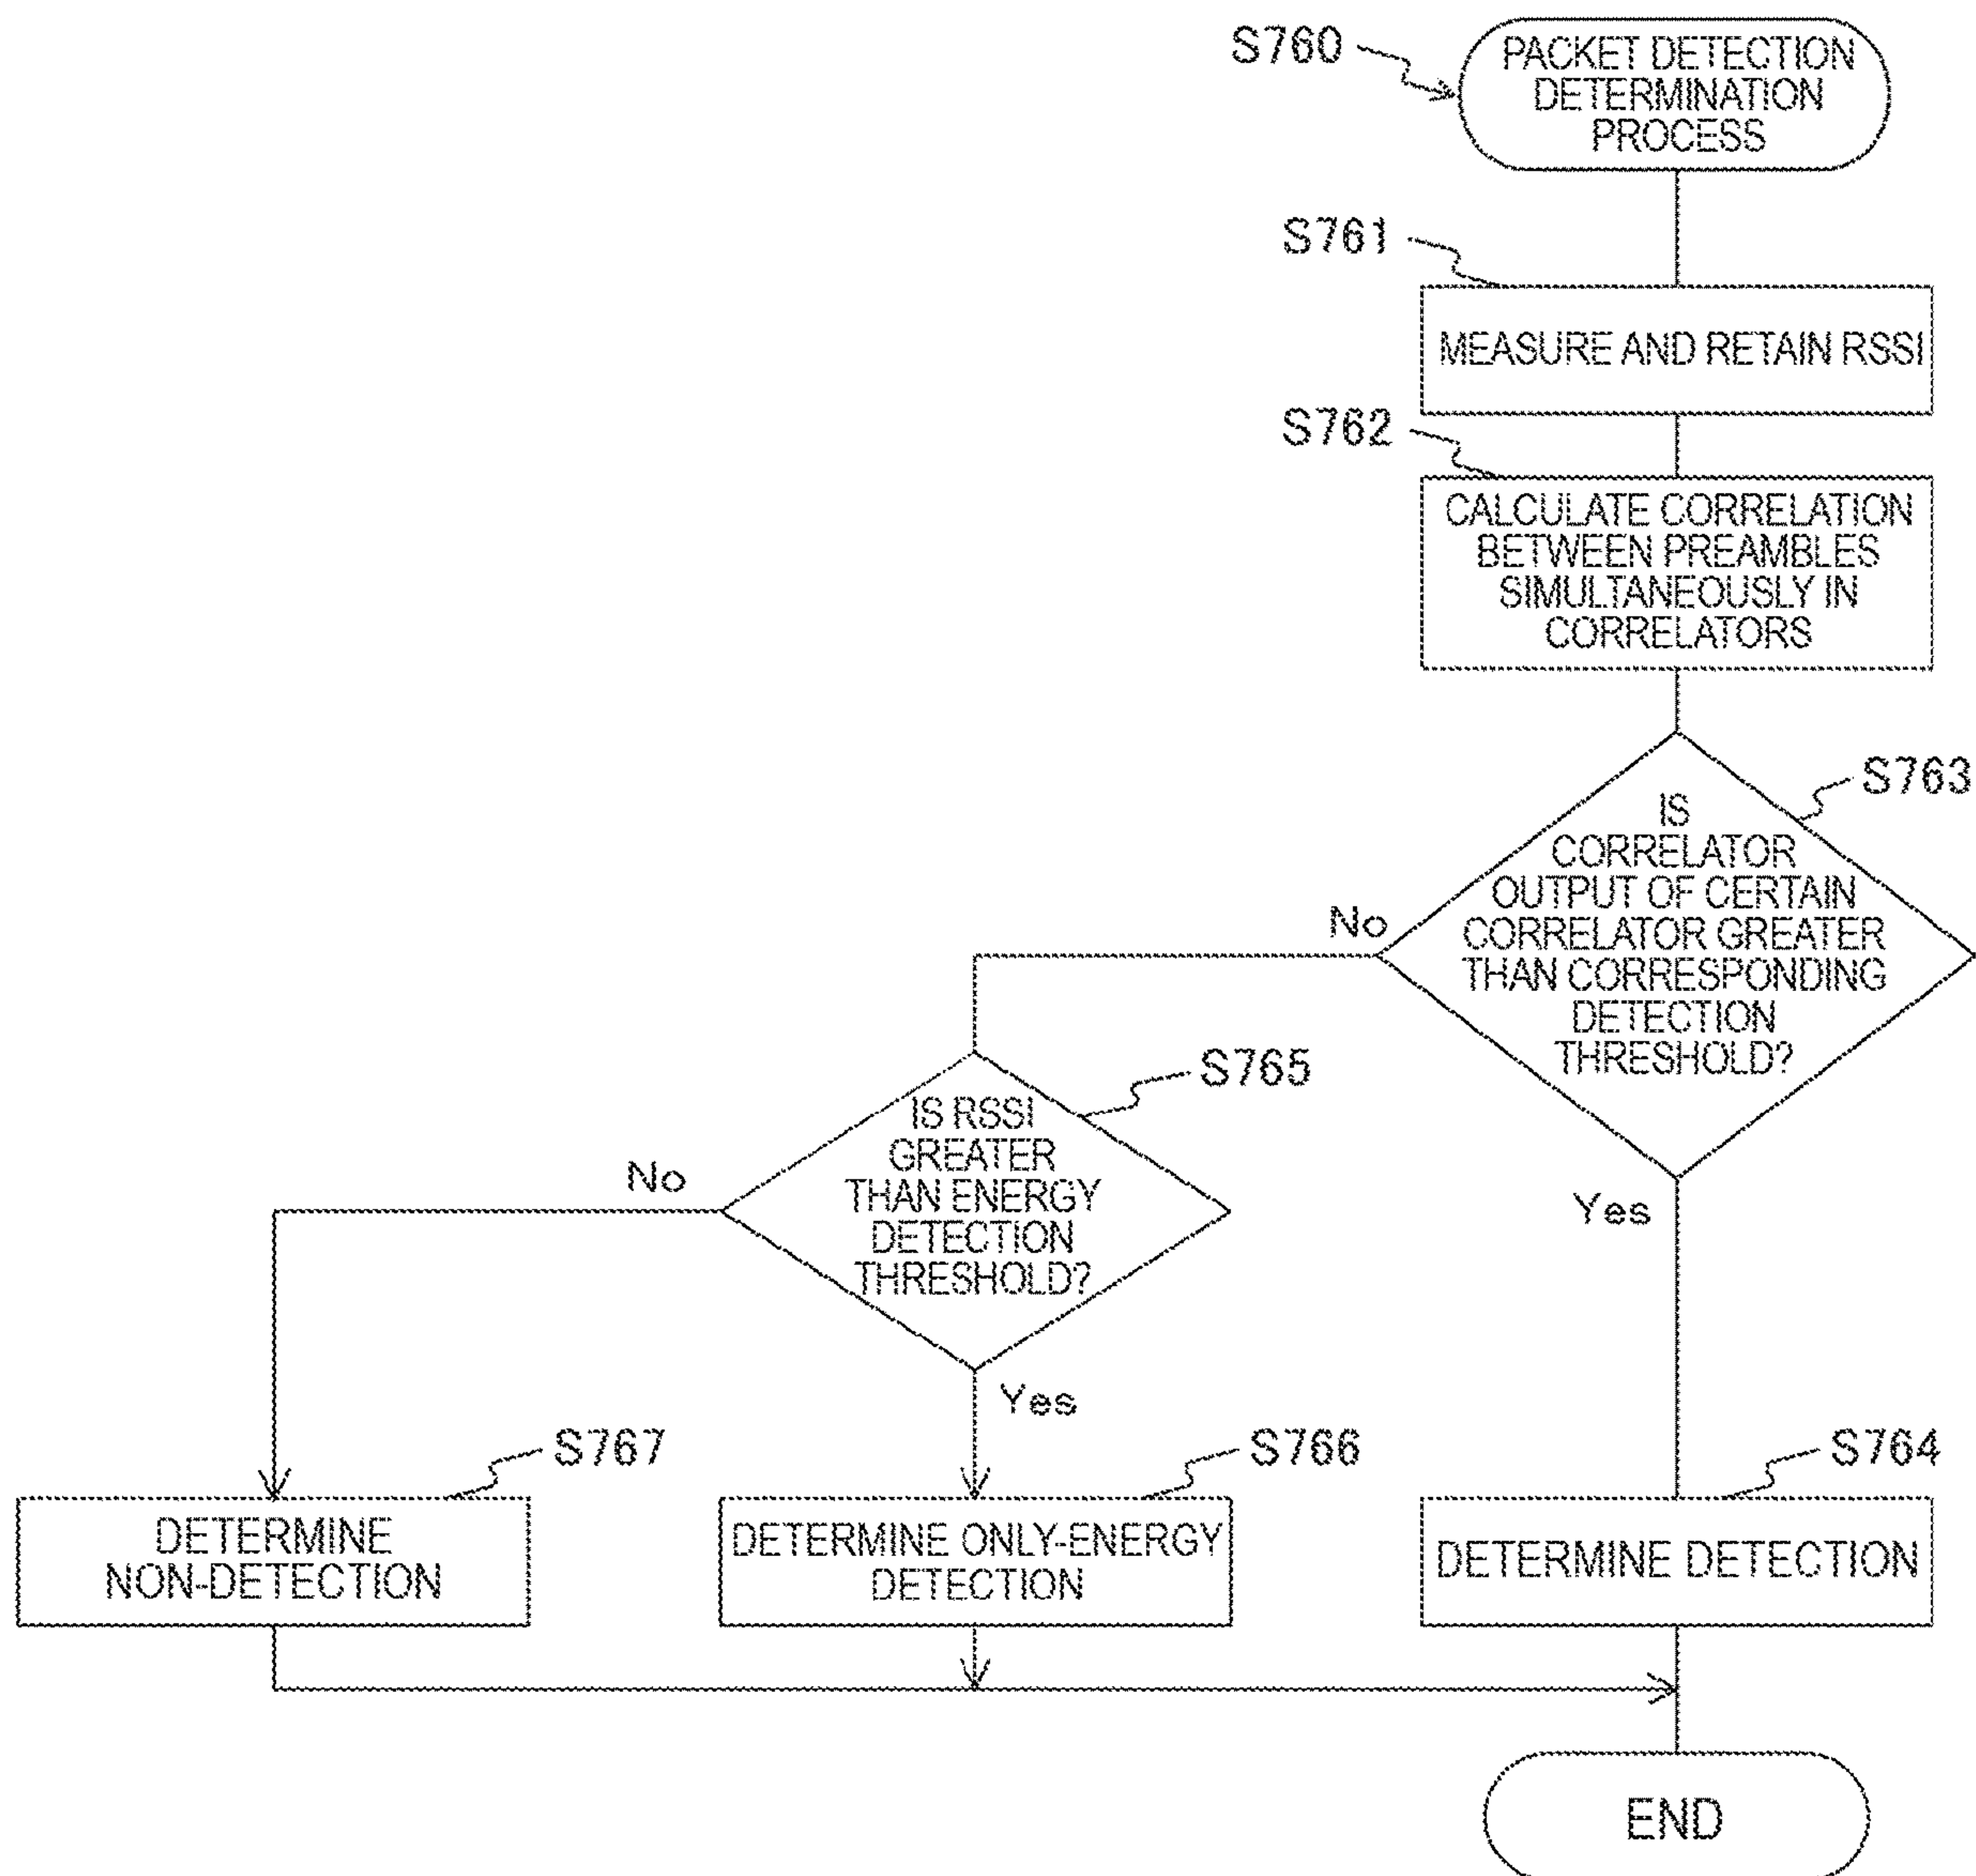 S760
PACKET DETECTION
DETERMINATION
PROCESS
S761
MEASURE AND RETAIN RSSI
S762
CALCULATE CORRELATION
BETWEEN PREAMBLES
SIMULTANEOUSLY IN
CORRELATORS
S763
IS
CORRELATOR
OUTPUT OF CERTAIN
CORRELATOR GREATER
THAN CORRESPONDING
DETECTION
THRESHOLD?
No
Yes
S765
IS RSSI
GREATER
THAN ENERGY
DETECTION
THRESHOLD?
No
Yes
S767
DETERMINE
NON-DETECTION
S766
DETERMINE ONLY-ENERGY
DETECTION
S764
DETERMINE DETECTION
END